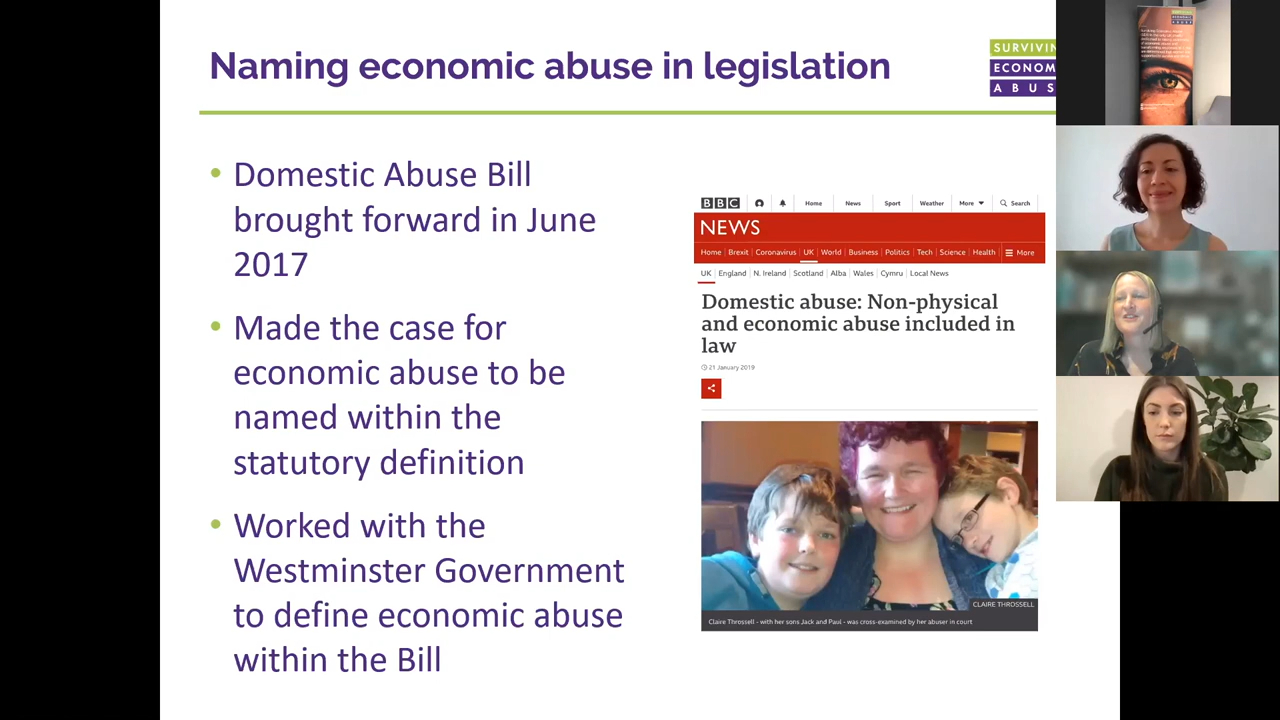 Naming economic abuse in legislation
SURVIVIN
ECONOM
ABUS
• Domestic Abuse Bill
brought forward in June
2017
• Made the case for
economic abuse to be
named within the
statutory definition
• Worked with the
Westminster Government
to define economic abuse
within the Bill
BBC Home News Sport Weather More Search
NEWS
Home Brexit Coronavirus UK World Business Politics Tech Science Health More
UK England N. Ireland Scotland Alba Wales Cymru Local News
Domestic abuse: Non-physical
and economic abuse included in
law
21 January 2019
CLAIRE THROSSELL
Claire Throssell - with her sons Jack and Paul - was cross-examined by her abuser in court